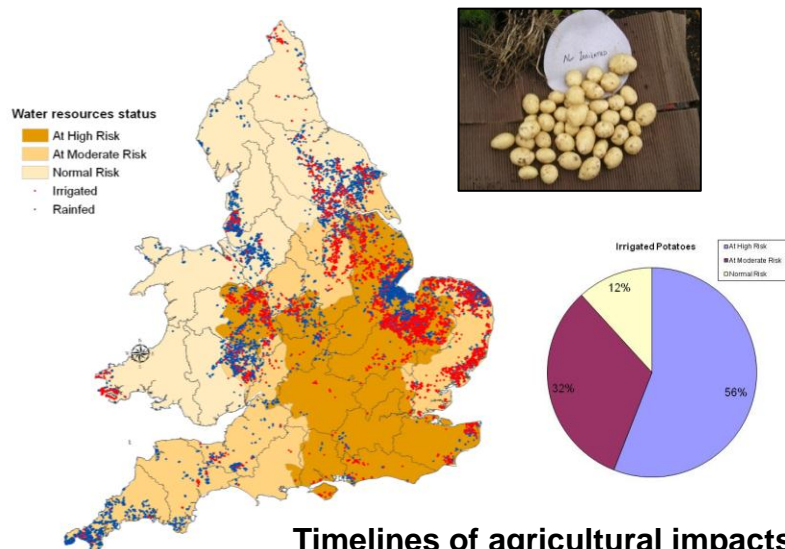 Water resources status
At High Risk
At Moderate Risk
Normal Risk
Irrigated
Rainfed
Irrigated Potatoes
At High Risk
At Moderate Risk
Normal Risk
12%
32%
56%
Timelines of agricultural impacts